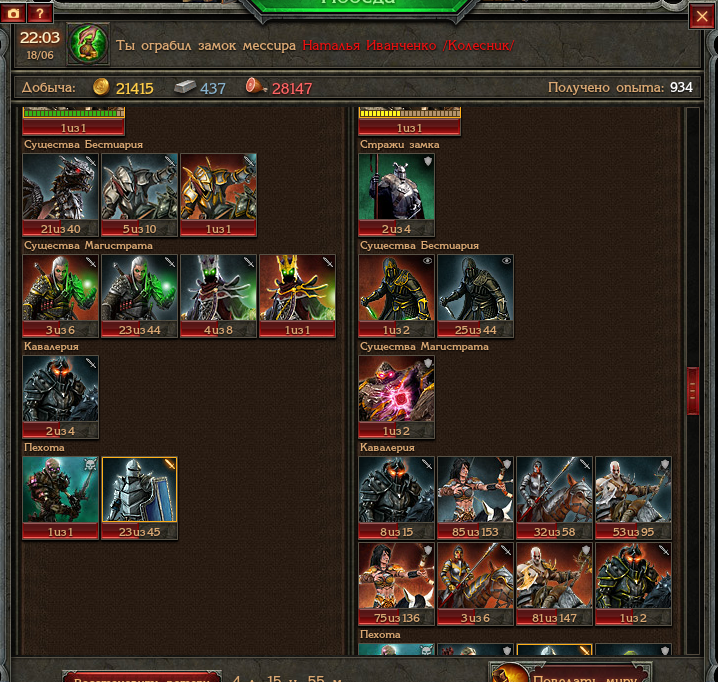 Победа
?
22:03
18/06
Ты ограбил замок мессира Наталья Иванченко /Колесник/
Добыча: 21415 437 28147 Получено опыта: 934
1 из 1 1 из 1
Существа Бестиария Стражи замка
21 из 40 5 из 10 1 из 1 2 из 4
Существа Магистрата Существа Бестиария
3 из 6 23 из 44 4 из 8 1 из 1 1 из 2 25 из 44
Кавалерия Существа Магистрата
2 из 4 1 из 2
Пехота Кавалерия
1 из 1 23 из 45 8 из 15 85 из 153 32 из 58 53 из 95
75 из 136 3 из 6 81 из 147 1 из 2
Пехота
Поведать миру